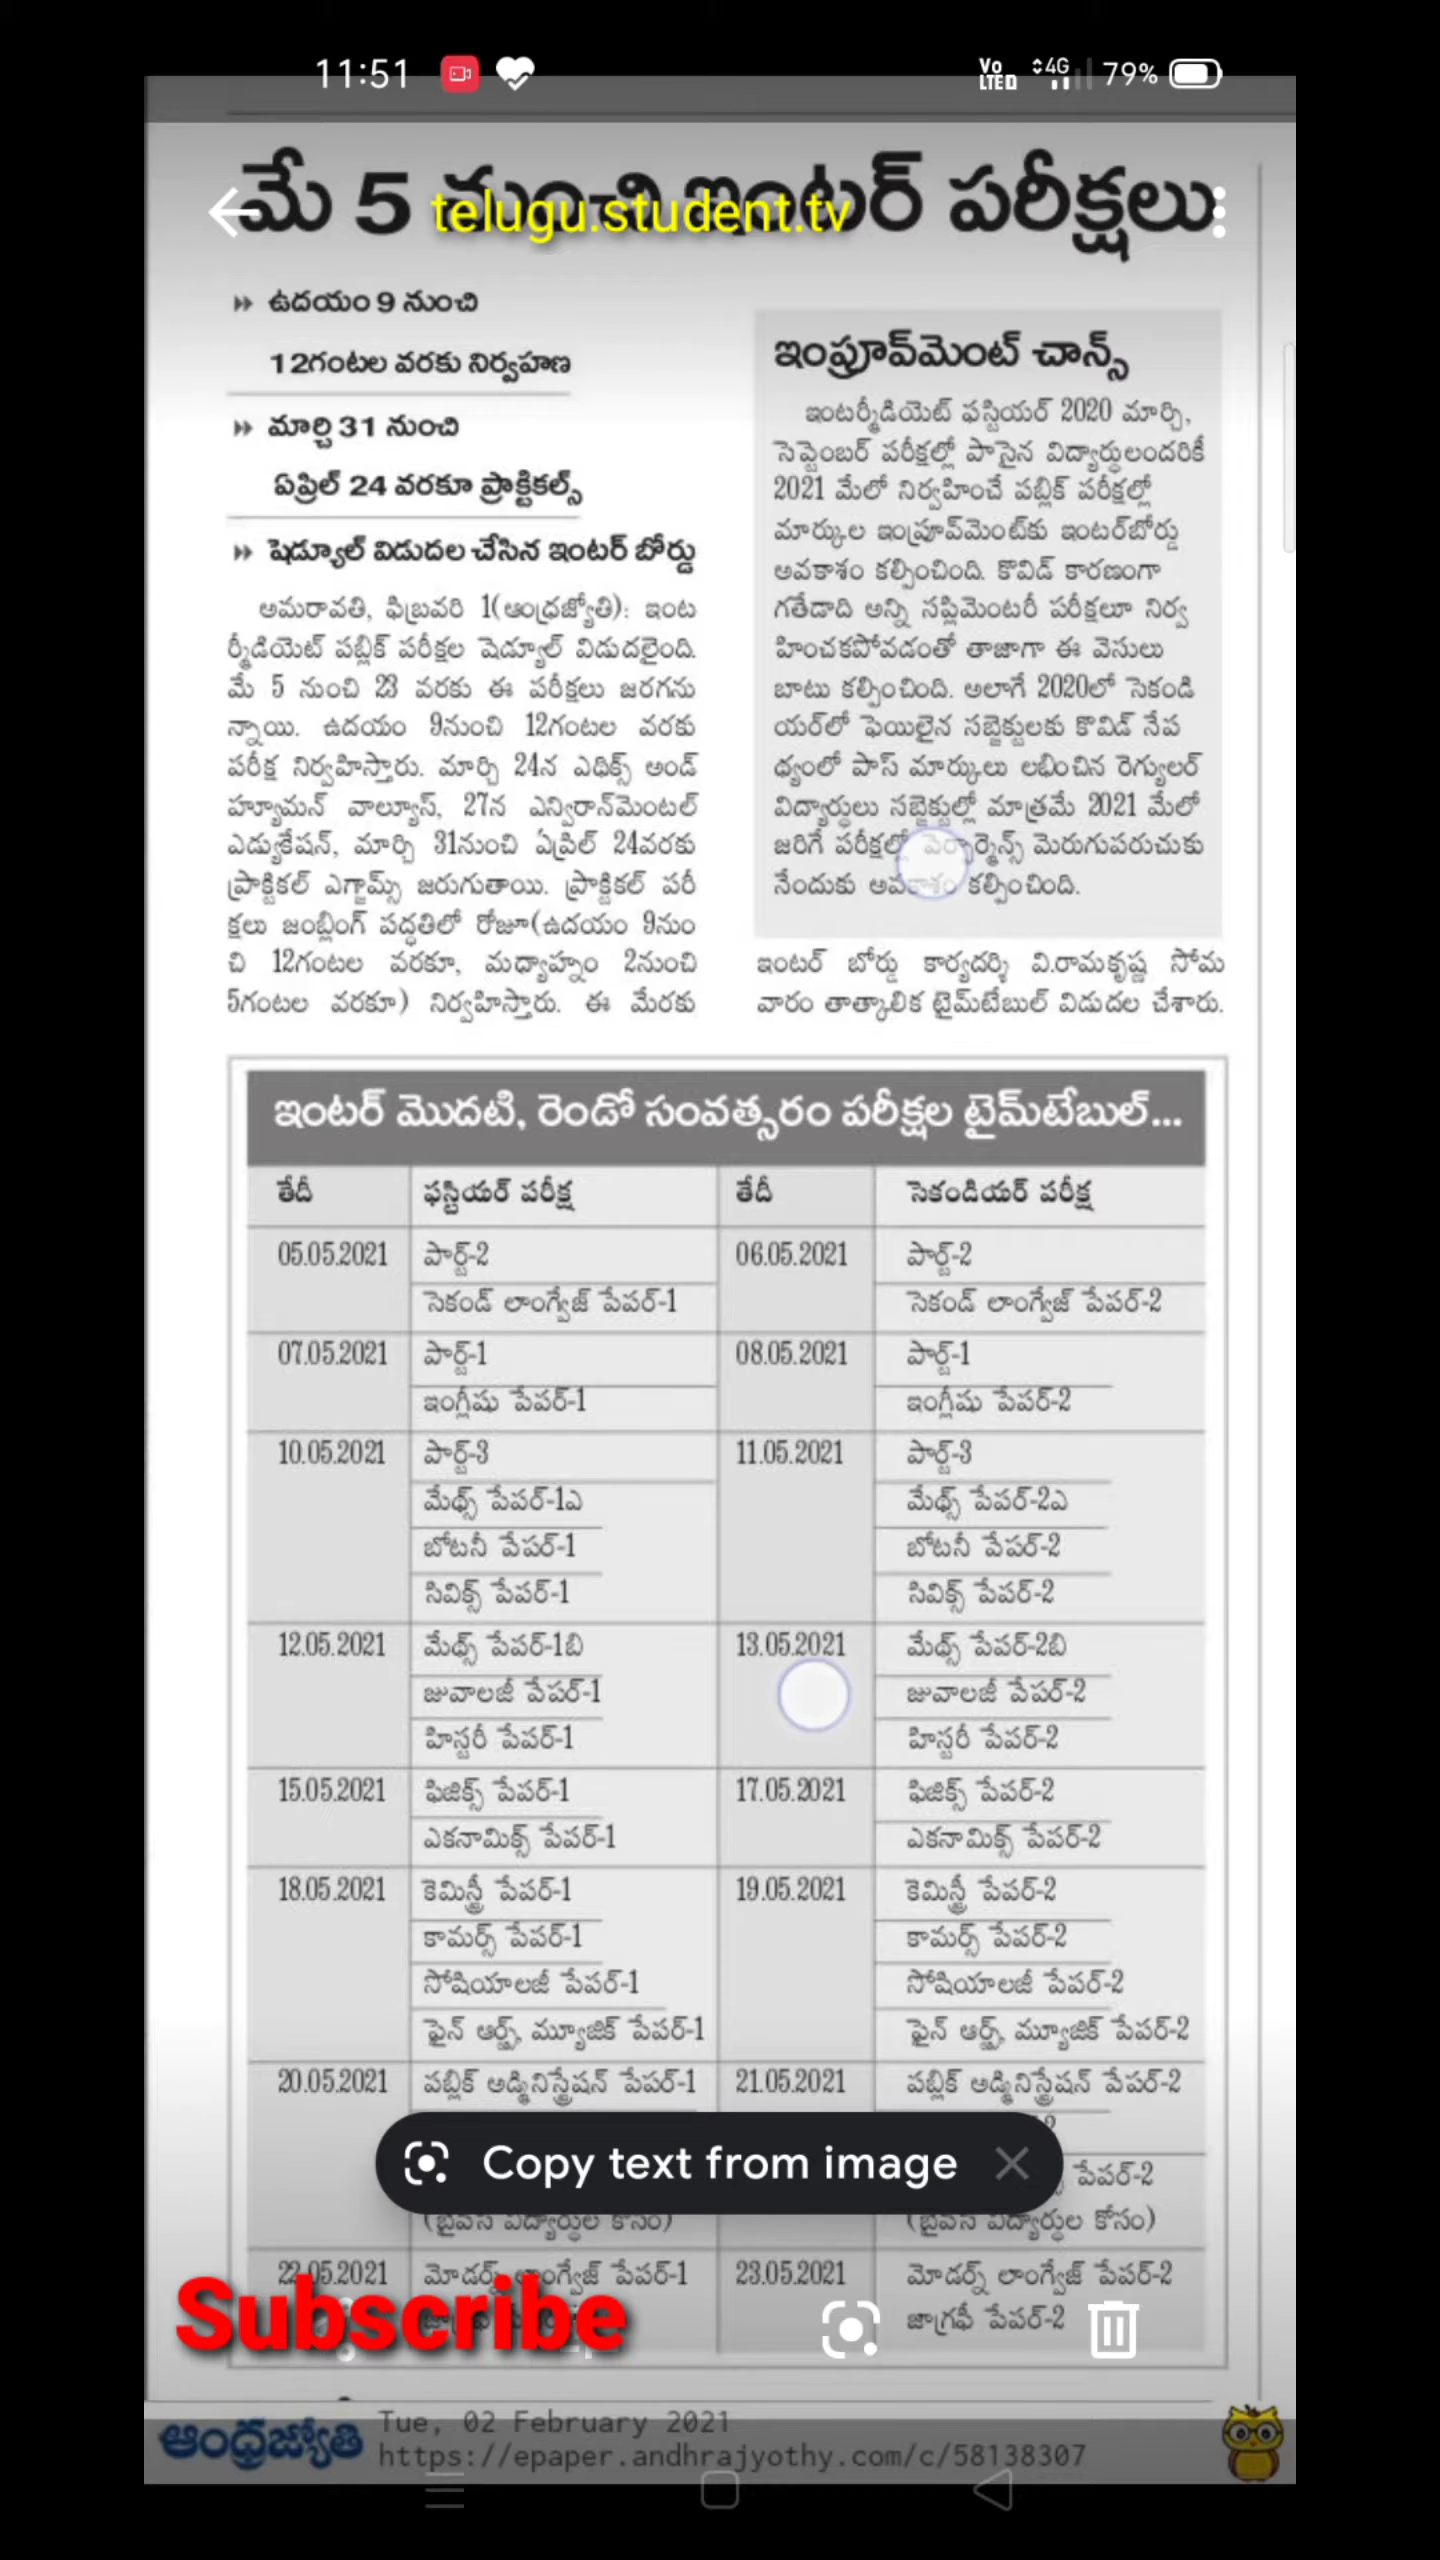 11:51
Vo LTE 4G 79%
మే 5 నుంచి ఇంటర్ పరీక్షలు
telugu.student.tv
ఉదయం 9 నుంచి
12గంటల వరకు నిర్వహణ
మార్చి 31 నుంచి
ఏప్రిల్ 24 వరకూ ప్రాక్టికల్స్
షెడ్యూల్ విడుదల చేసిన ఇంటర్ బోర్డు
అమరావతి, ఫిబ్రవరి 1(ఆంధ్రజ్యోతి): ఇంట
ర్మీడియెట్ పబ్లిక్ పరీక్షల షెడ్యూల్ విడుదలైంది.
మే 5 నుంచి 23 వరకు ఈ పరీక్షలు జరగను
న్నాయి. ఉదయం 9నుంచి 12గంటల వరకు
పరీక్ష నిర్వహిస్తారు. మార్చి 24న ఎథిక్స్ అండ్
హ్యూమన్ వాల్యూస్, 27న ఎన్విరాన్‌మెంటల్
ఎడ్యుకేషన్, మార్చి 31నుంచి ఏప్రిల్ 24వరకు
ప్రాక్టికల్ ఎగ్జామ్స్ జరుగుతాయి. ప్రాక్టికల్ పరీ
క్షలు జంబ్లింగ్ పద్ధతిలో రోజూ(ఉదయం 9నుం
చి 12గంటల వరకూ, మధ్యాహ్నం 2నుంచి
5గంటల వరకూ) నిర్వహిస్తారు. ఈ మేరకు
ఇంప్రూవ్‌మెంట్ చాన్స్
ఇంటర్మీడియెట్ ఫస్టియర్ 2020 మార్చి,
సెప్టెంబర్ పరీక్షల్లో పాసైన విద్యార్థులందరికీ
2021 మేలో నిర్వహించే పబ్లిక్ పరీక్షల్లో
మార్కుల ఇంప్రూవ్‌మెంట్‌కు ఇంటర్‌బోర్డు
అవకాశం కల్పించింది. కొవిడ్ కారణంగా
గతేడాది అన్ని సప్లిమెంటరీ పరీక్షలూ నిర్వ
హించకపోవడంతో తాజాగా ఈ వెసులు
బాటు కల్పించింది. అలాగే 2020లో సెకండి
యర్‌లో ఫెయిలైన సబ్జెక్టులకు కొవిడ్ నేప
థ్యంలో పాస్ మార్కులు లభించిన రెగ్యులర్
విద్యార్థులు సబ్జెక్టుల్లో మాత్రమే 2021 మేలో
జరిగే పరీక్షల్లో పెర్ఫార్మెన్స్ మెరుగుపరుచుకు
నేందుకు అవకాశం కల్పించింది.
ఇంటర్ బోర్డు కార్యదర్శి వి.రామకృష్ణ సోమ
వారం తాత్కాలిక టైమ్‌టేబుల్ విడుదల చేశారు.
ఇంటర్ మొదటి, రెండో సంవత్సరం పరీక్షల టైమ్‌టేబుల్...
తేదీ ఫస్టియర్ పరీక్ష తేదీ సెకండియర్ పరీక్ష
05.05.2021 పార్ట్-2 06.05.2021 పార్ట్-2
సెకండ్ లాంగ్వేజ్ పేపర్-1 సెకండ్ లాంగ్వేజ్ పేపర్-2
07.05.2021 పార్ట్-1 08.05.2021 పార్ట్-1
ఇంగ్లీషు పేపర్-1 ఇంగ్లీషు పేపర్-2
10.05.2021 పార్ట్-3 11.05.2021 పార్ట్-3
మేథ్స్ పేపర్-1ఎ మేథ్స్ పేపర్-2ఎ
బోటనీ పేపర్-1 బోటనీ పేపర్-2
సివిక్స్ పేపర్-1 సివిక్స్ పేపర్-2
12.05.2021 మేథ్స్ పేపర్-1బి 13.05.2021 మేథ్స్ పేపర్-2బి
జువాలజీ పేపర్-1 జువాలజీ పేపర్-2
హిస్టరీ పేపర్-1 హిస్టరీ పేపర్-2
15.05.2021 ఫిజిక్స్ పేపర్-1 17.05.2021 ఫిజిక్స్ పేపర్-2
ఎకనామిక్స్ పేపర్-1 ఎకనామిక్స్ పేపర్-2
18.05.2021 కెమిస్ట్రీ పేపర్-1 19.05.2021 కెమిస్ట్రీ పేపర్-2
కామర్స్ పేపర్-1 కామర్స్ పేపర్-2
సోషియాలజీ పేపర్-1 సోషియాలజీ పేపర్-2
ఫైన్ ఆర్ట్స్, మ్యూజిక్ పేపర్-1 ఫైన్ ఆర్ట్స్, మ్యూజిక్ పేపర్-2
20.05.2021 పబ్లిక్ అడ్మినిస్ట్రేషన్ పేపర్-1 21.05.2021 పబ్లిక్ అడ్మినిస్ట్రేషన్ పేపర్-2
Copy text from image
పేపర్-2
(బైపీసీ విద్యార్థుల కోసం) (బైపీసీ విద్యార్థుల కోసం)
22.05.2021 మోడర్న్ లాంగ్వేజ్ పేపర్-1 23.05.2021 మోడర్న్ లాంగ్వేజ్ పేపర్-2
జాగ్రఫీ పేపర్-2
Subscribe
ఆంధ్రజ్యోతి Tue, 02 February 2021
https://epaper.andhrajyothy.com/c/58138307